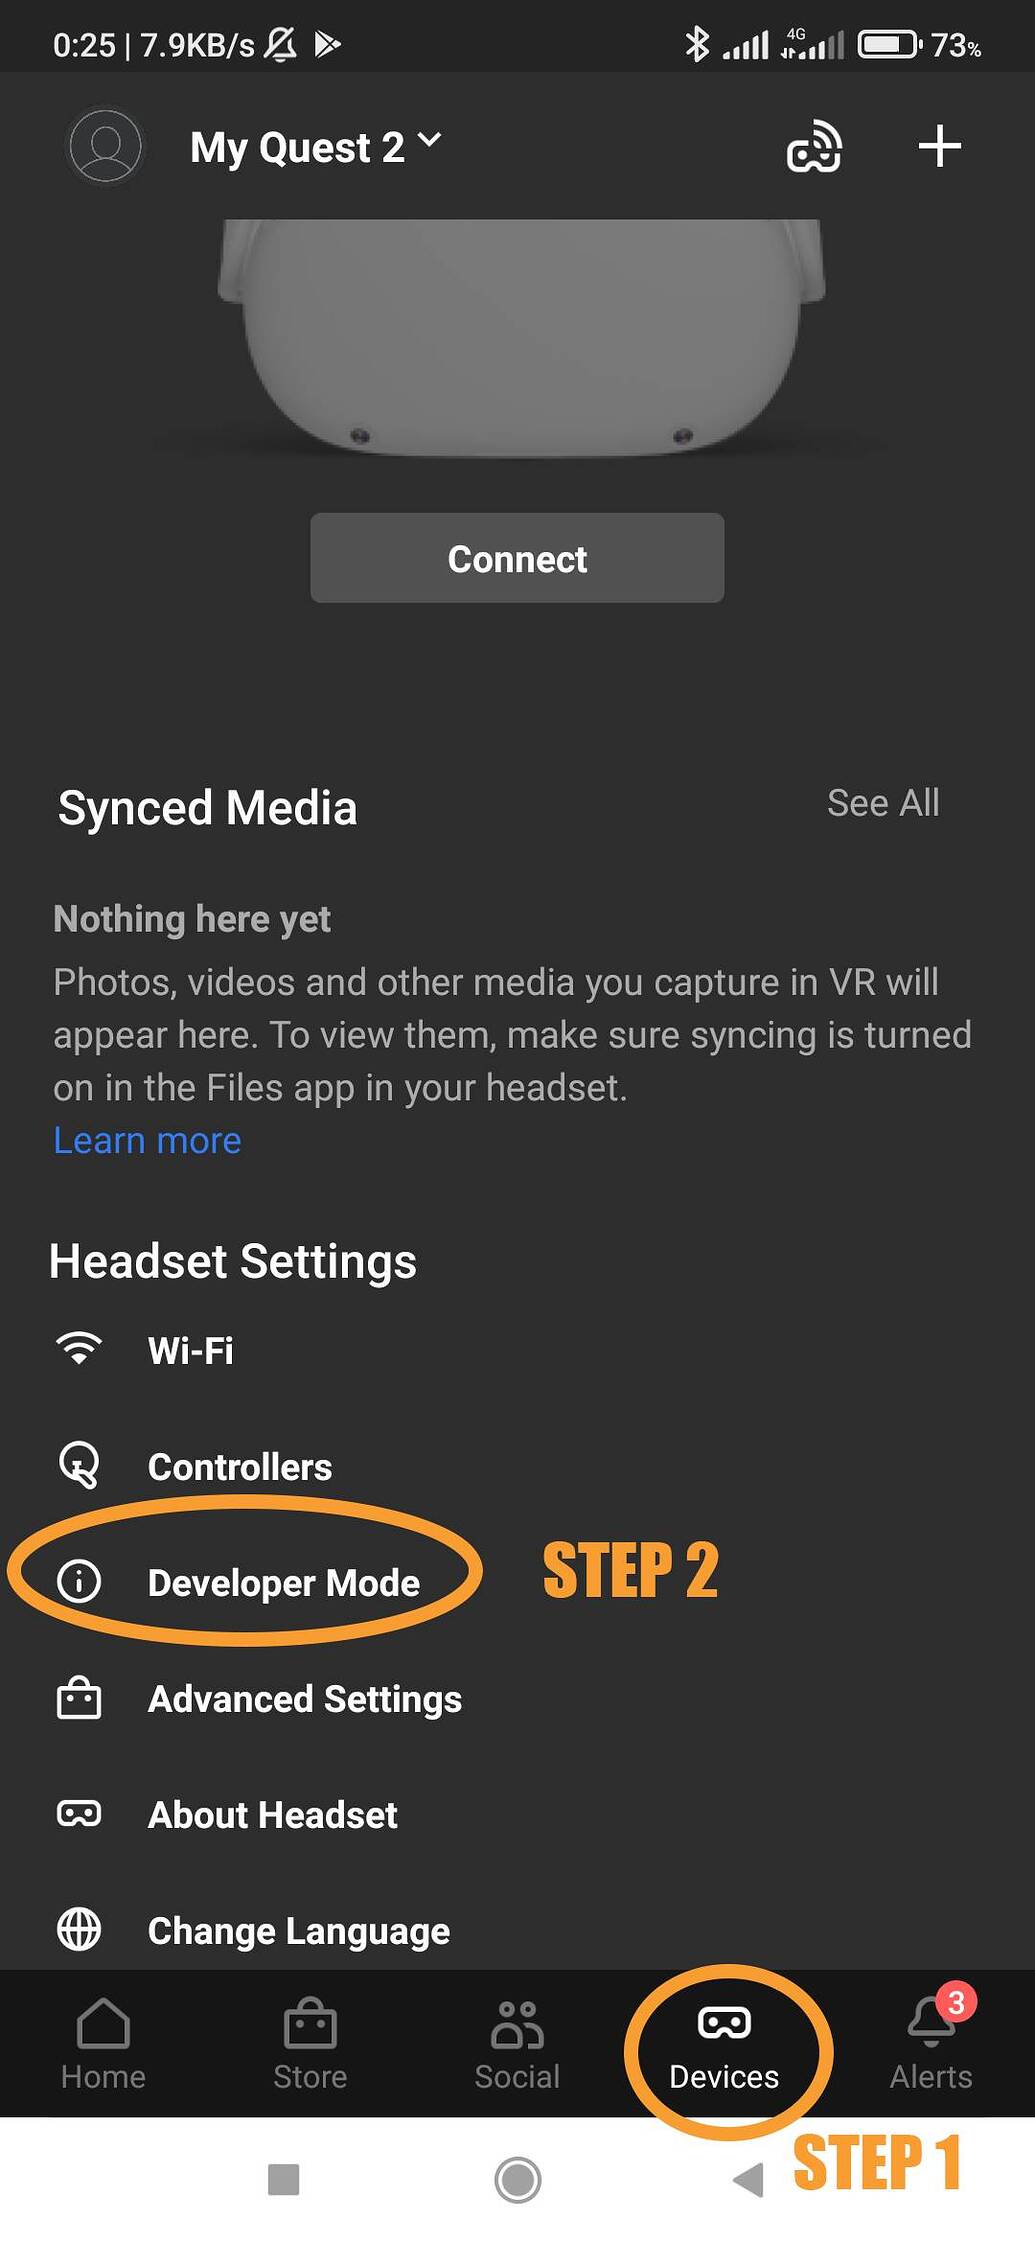 0:25 | 7.9KB/s 4G 73%
My Quest 2
Connect
Synced Media See All
Nothing here yet
Photos, videos and other media you capture in VR will
appear here. To view them, make sure syncing is turned
on in the Files app in your headset.
Learn more
Headset Settings
Wi-Fi
Controllers
Developer Mode STEP 2
Advanced Settings
About Headset
Change Language
3
Home Store Social Devices Alerts
STEP 1